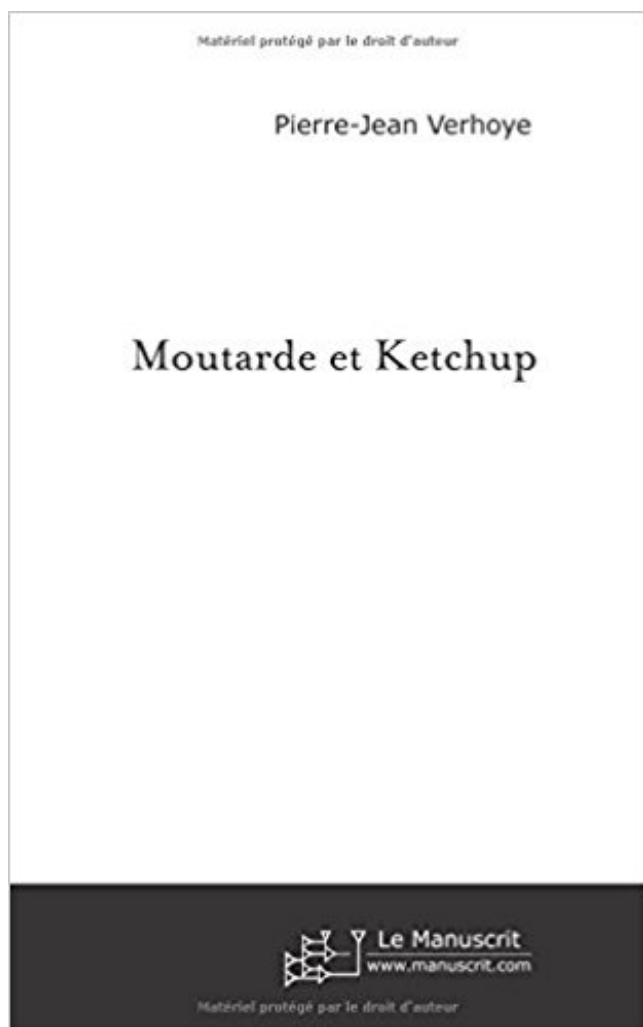 Matériel protégé par le droit d'auteur
Pierre-Jean Verhoye
Moutarde et Ketchup
Le Manuscrit
www.manuscrit.com
Matériel protégé par le droit d'auteur